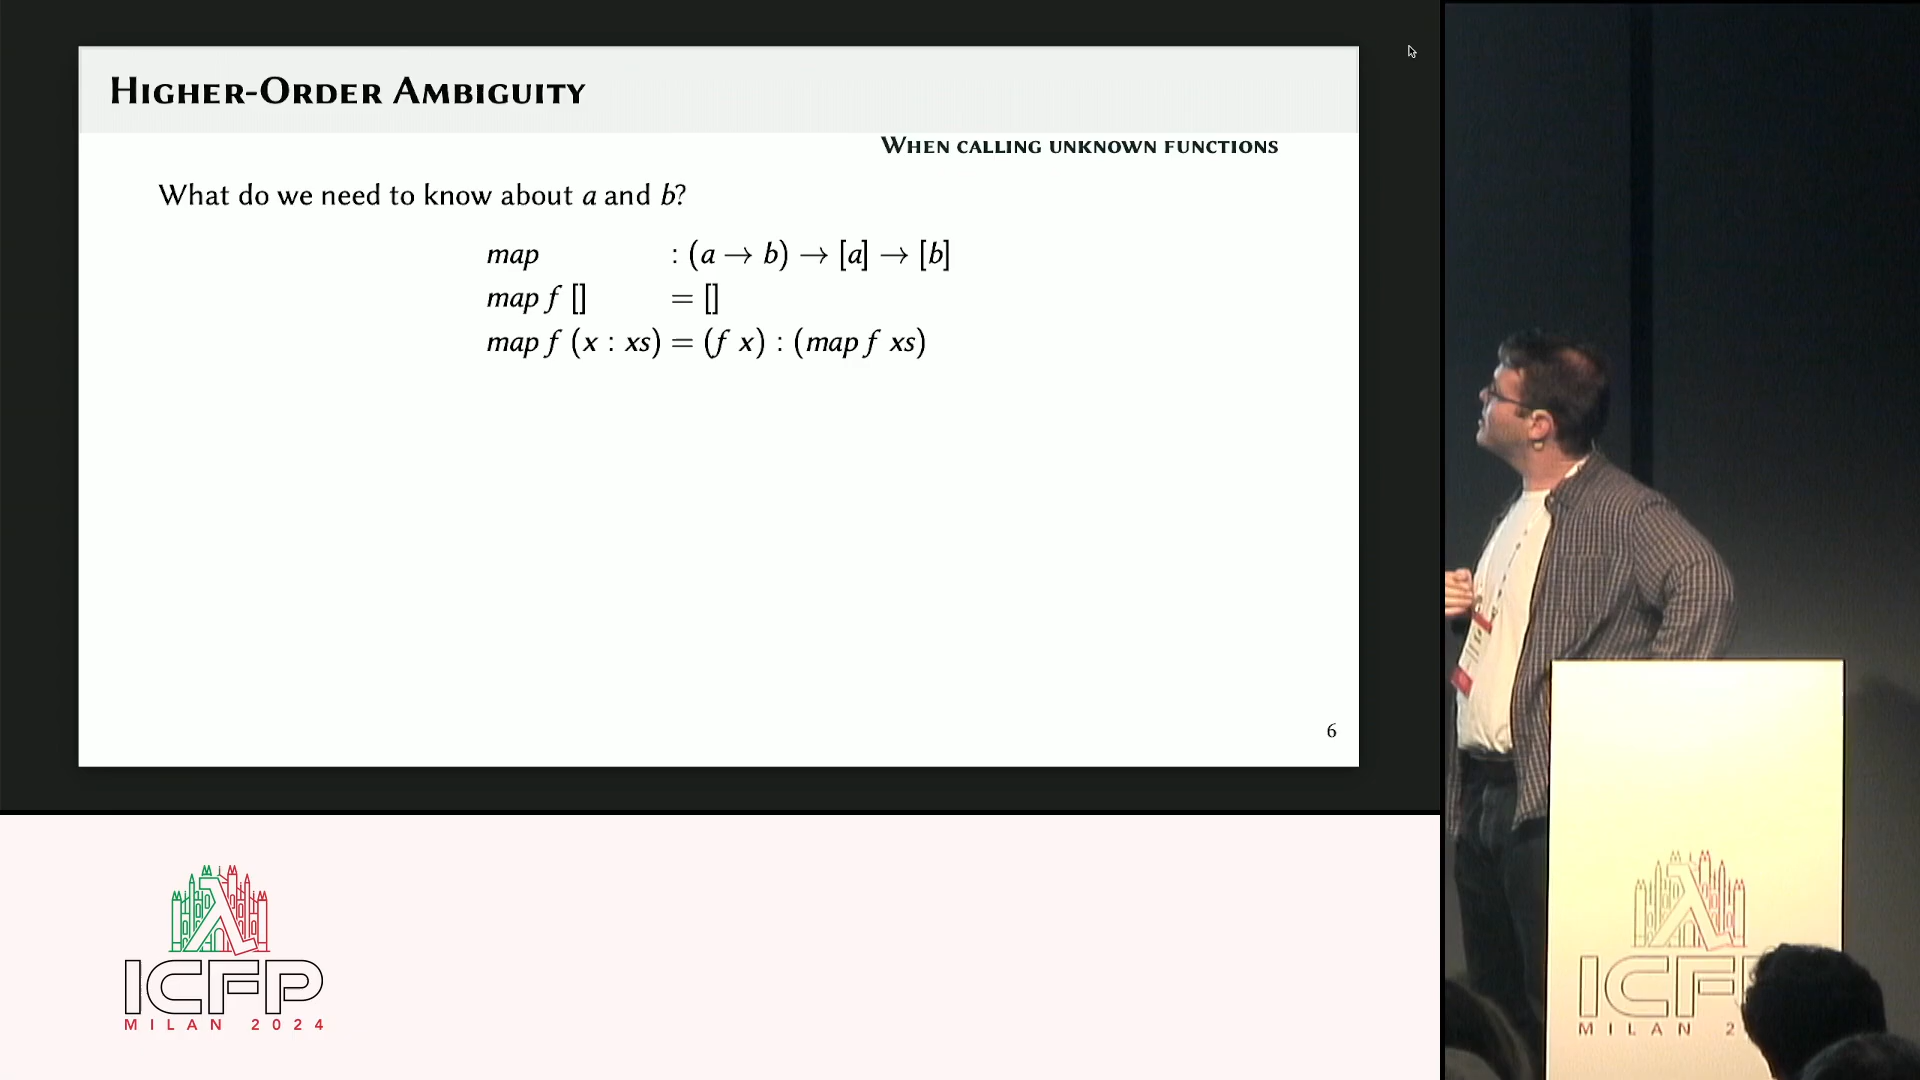 Higher-Order Ambiguity
When calling unknown functions
What do we need to know about a and b?
map : (a → b) → [a] → [b]
map f [] = []
map f (x : xs) = (f x) : (map f xs)
6
ICFP
MILAN 2024
ICFP
MILAN 2